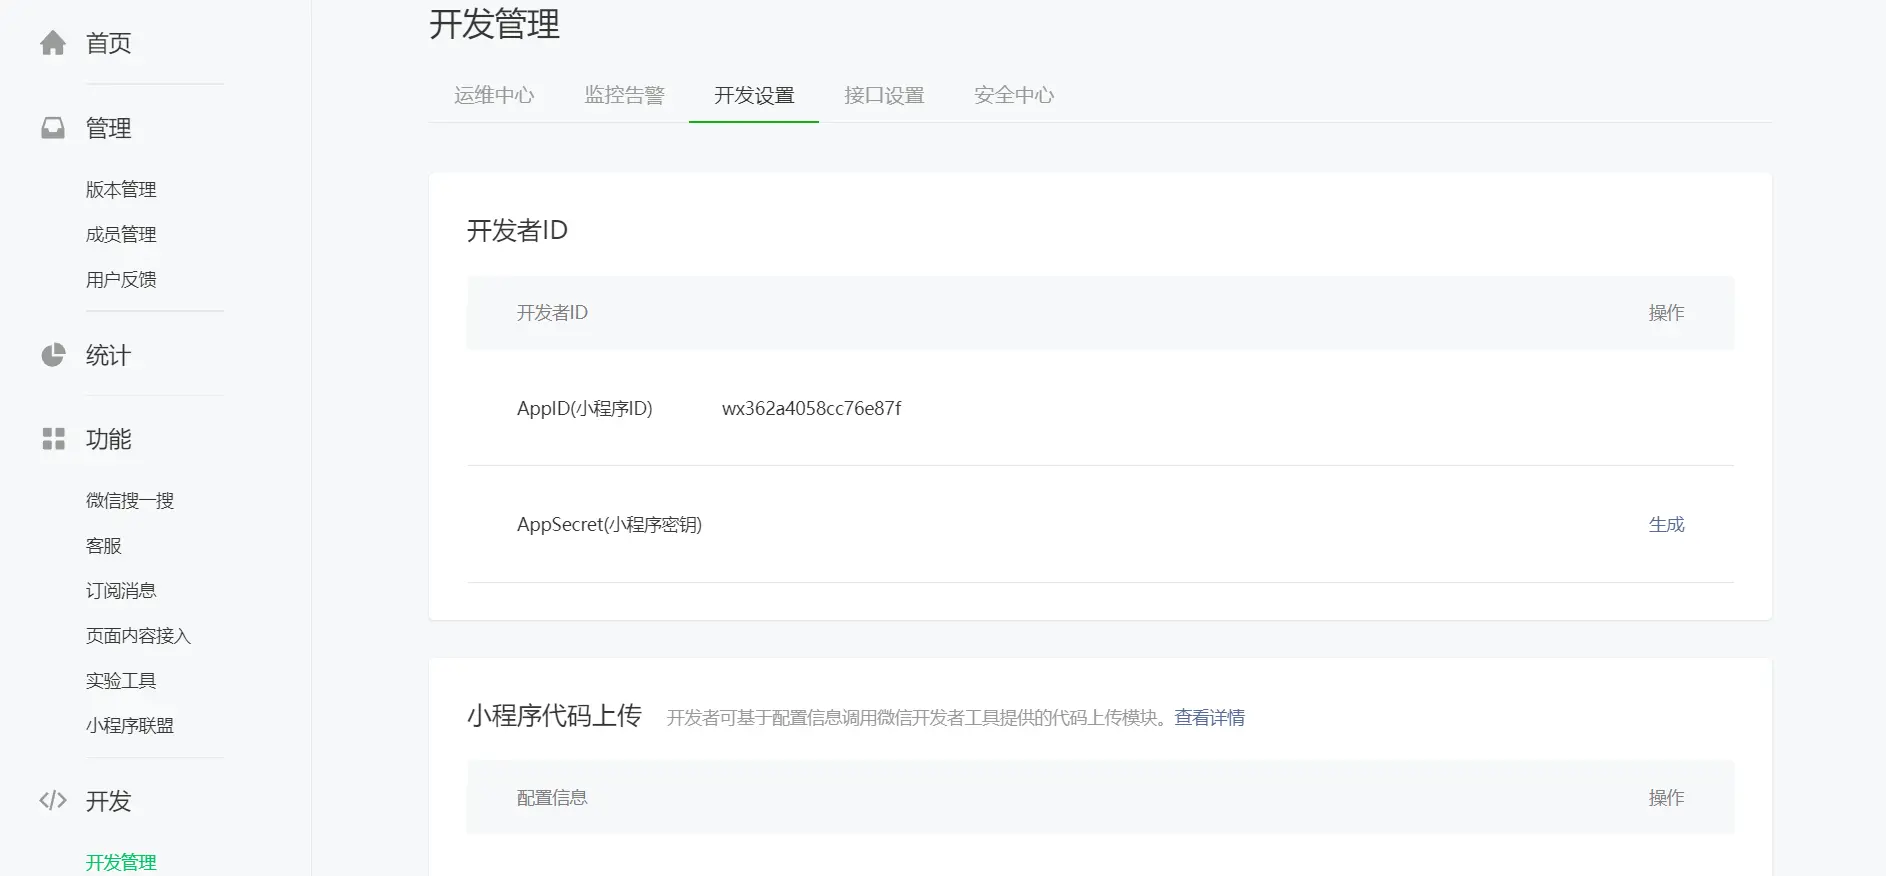 首页
管理
版本管理
成员管理
用户反馈
统计
功能
微信搜一搜
客服
订阅消息
页面内容接入
实验工具
小程序联盟
开发
开发管理
开发管理
运维中心 监控告警 开发设置 接口设置 安全中心
开发者ID
开发者ID 操作
AppID(小程序ID) wx362a4058cc76e87f
AppSecret(小程序密钥) 生成
小程序代码上传 开发者可基于配置信息调用微信开发者工具提供的代码上传模块。查看详情
配置信息 操作